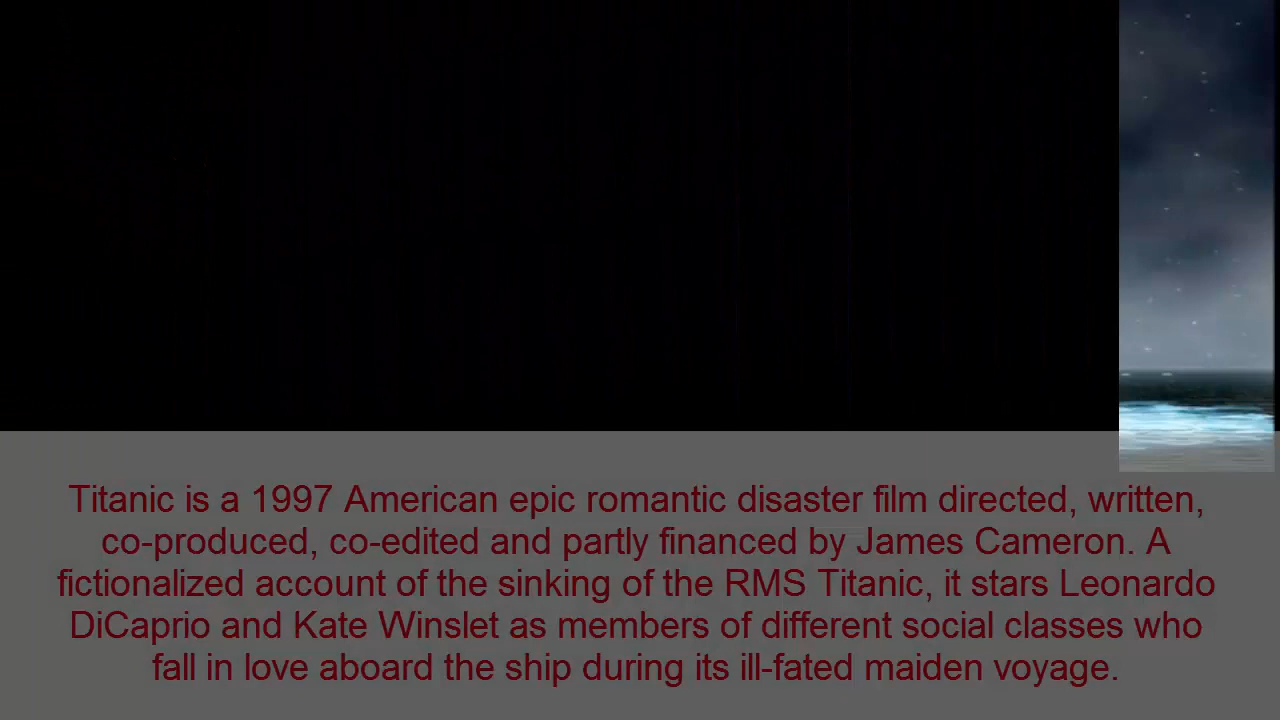 Titanic is a 1997 American epic romantic disaster film directed, written,
co-produced, co-edited and partly financed by James Cameron. A
fictionalized account of the sinking of the RMS Titanic, it stars Leonardo
DiCaprio and Kate Winslet as members of different social classes who
fall in love aboard the ship during its ill-fated maiden voyage.